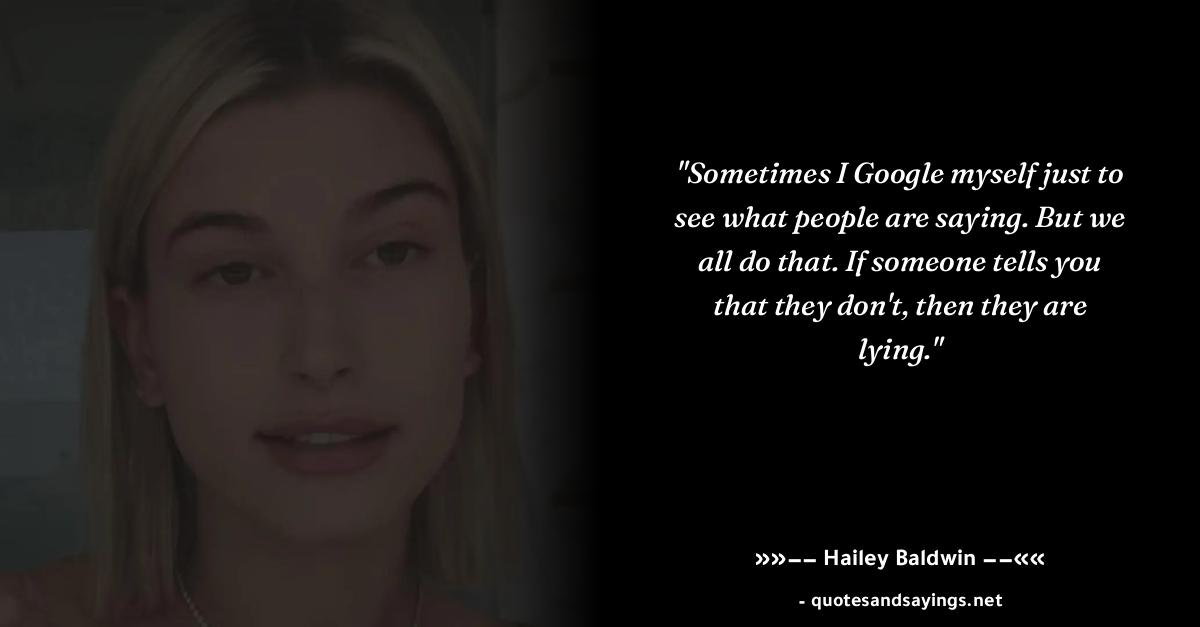 "Sometimes I Google myself just to
see what people are saying. But we
all do that. If someone tells you
that they don't, then they are
lying."
»»−− Hailey Baldwin −−««
- quotesandsayings.net